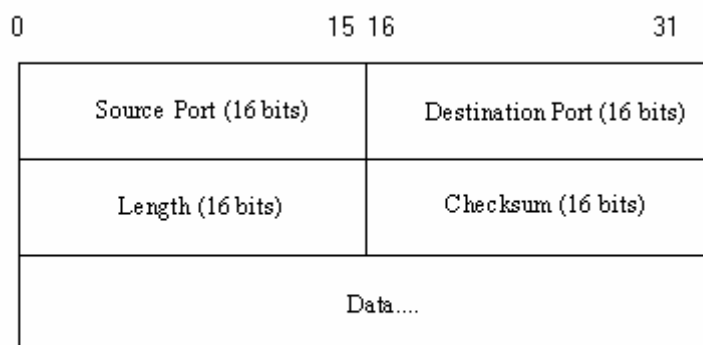 0 15 16 31
Source Port (16 bits) Destination Port (16 bits)
Length (16 bits) Checksum (16 bits)
Data....